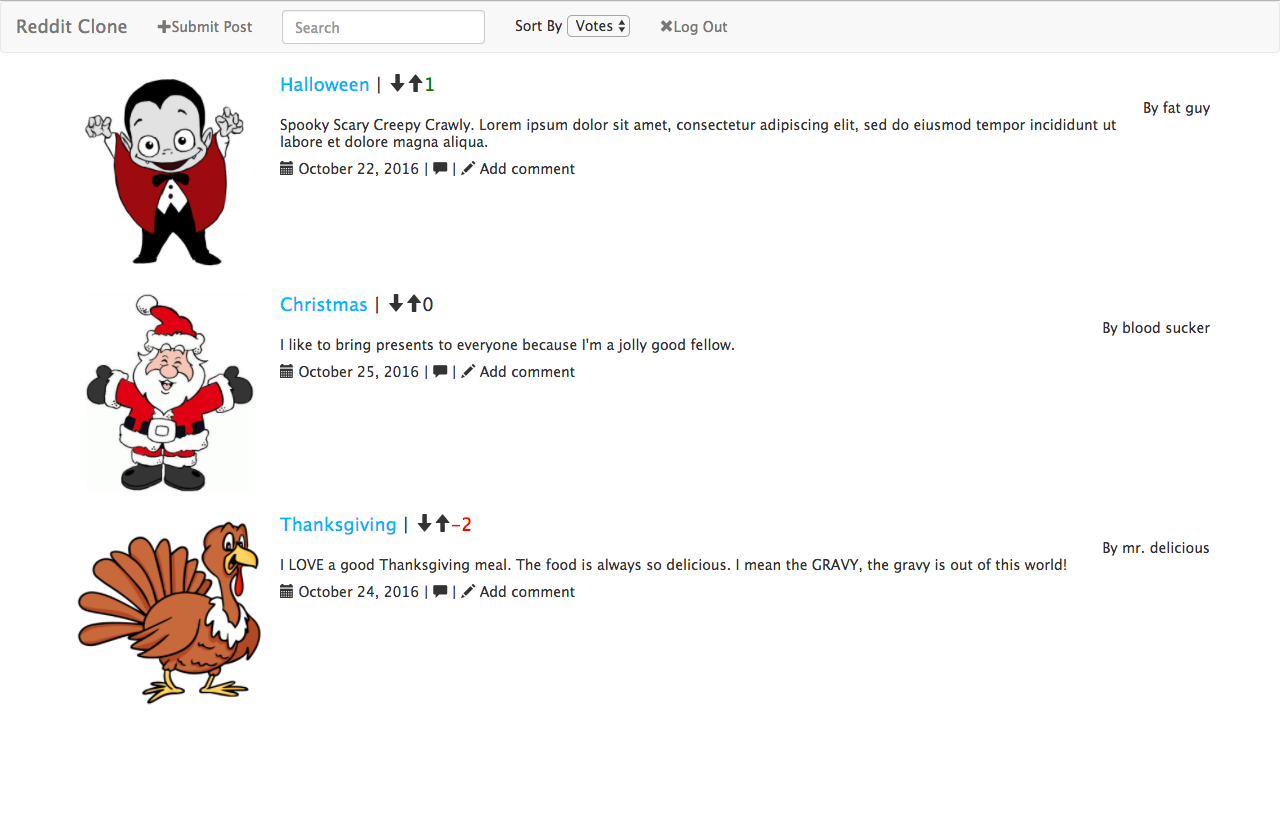 Reddit Clone Submit Post Search Sort By Votes Log Out
Halloween | 1
By fat guy
Spooky Scary Creepy Crawly. Lorem ipsum dolor sit amet, consectetur adipiscing elit, sed do eiusmod tempor incididunt ut
labore et dolore magna aliqua.
October 22, 2016 | | Add comment
Christmas | 0
By blood sucker
I like to bring presents to everyone because I'm a jolly good fellow.
October 25, 2016 | | Add comment
Thanksgiving | -2
By mr. delicious
I LOVE a good Thanksgiving meal. The food is always so delicious. I mean the GRAVY, the gravy is out of this world!
October 24, 2016 | | Add comment